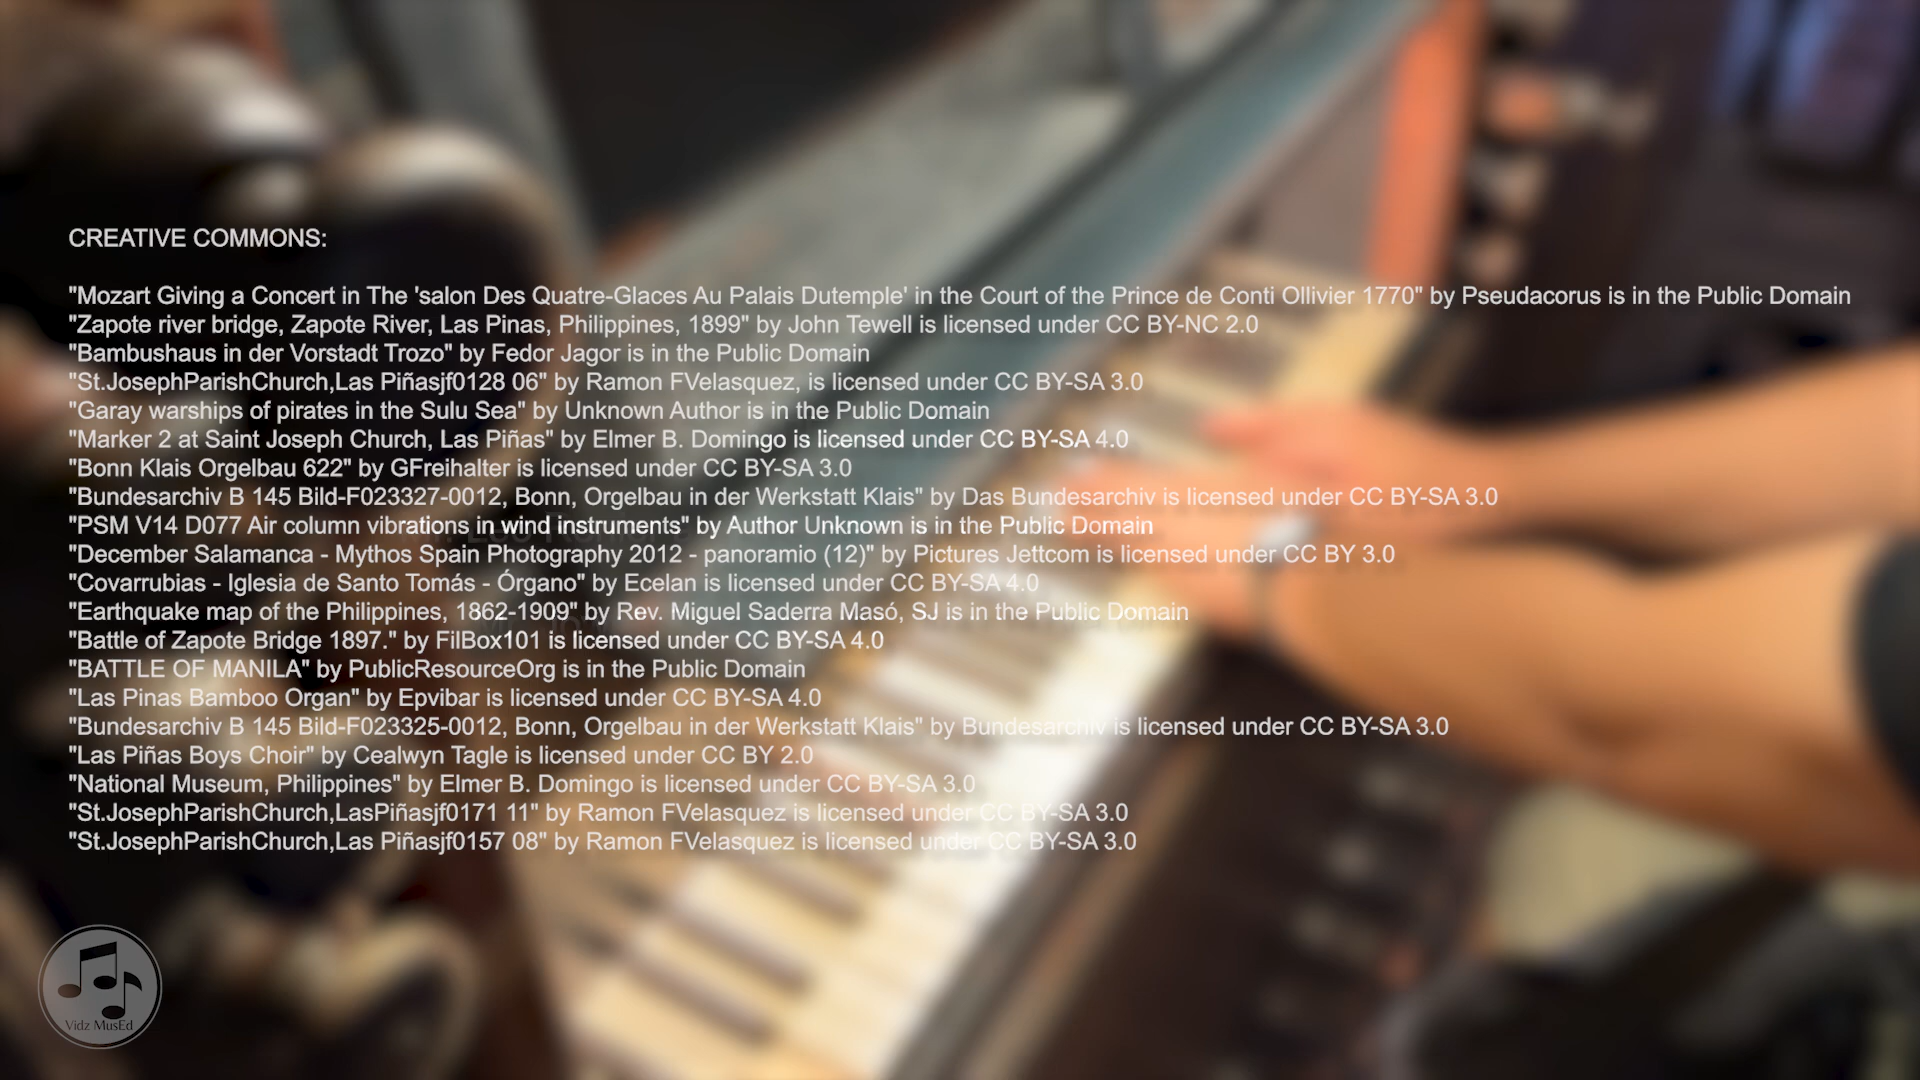 CREATIVE COMMONS:
"Mozart Giving a Concert in The 'salon Des Quatre-Glaces Au Palais Dutemple' in the Court of the Prince de Conti Ollivier 1770" by Pseudacorus is in the Public Domain
"Zapote river bridge, Zapote River, Las Pinas, Philippines, 1899" by John Tewell is licensed under CC BY-NC 2.0
"Bambushaus in der Vorstadt Trozo" by Fedor Jagor is in the Public Domain
"St.JosephParishChurch,Las Piñasjf0128 06" by Ramon FVelasquez, is licensed under CC BY-SA 3.0
"Garay warships of pirates in the Sulu Sea" by Unknown Author is in the Public Domain
"Marker 2 at Saint Joseph Church, Las Piñas" by Elmer B. Domingo is licensed under CC BY-SA 4.0
"Bonn Klais Orgelbau 622" by GFreihalter is licensed under CC BY-SA 3.0
"Bundesarchiv B 145 Bild-F023327-0012, Bonn, Orgelbau in der Werkstatt Klais" by Das Bundesarchiv is licensed under CC BY-SA 3.0
"PSM V14 D077 Air column vibrations in wind instruments" by Author Unknown is in the Public Domain
"December Salamanca - Mythos Spain Photography 2012 - panoramio (12)" by Pictures Jettcom is licensed under CC BY 3.0
"Covarrubias - Iglesia de Santo Tomás - Órgano" by Ecelan is licensed under CC BY-SA 4.0
"Earthquake map of the Philippines, 1862-1909" by Rev. Miguel Saderra Masó, SJ is in the Public Domain
"Battle of Zapote Bridge 1897." by FilBox101 is licensed under CC BY-SA 4.0
"BATTLE OF MANILA" by PublicResourceOrg is in the Public Domain
"Las Pinas Bamboo Organ" by Epvibar is licensed under CC BY-SA 4.0
"Bundesarchiv B 145 Bild-F023325-0012, Bonn, Orgelbau in der Werkstatt Klais" by Bundesarchiv is licensed under CC BY-SA 3.0
"Las Piñas Boys Choir" by Cealwyn Tagle is licensed under CC BY 2.0
"National Museum, Philippines" by Elmer B. Domingo is licensed under CC BY-SA 3.0
"St.JosephParishChurch,LasPiñasjf0171 11" by Ramon FVelasquez is licensed under CC BY-SA 3.0
"St.JosephParishChurch,Las Piñasjf0157 08" by Ramon FVelasquez is licensed under CC BY-SA 3.0
Vidz MusEd